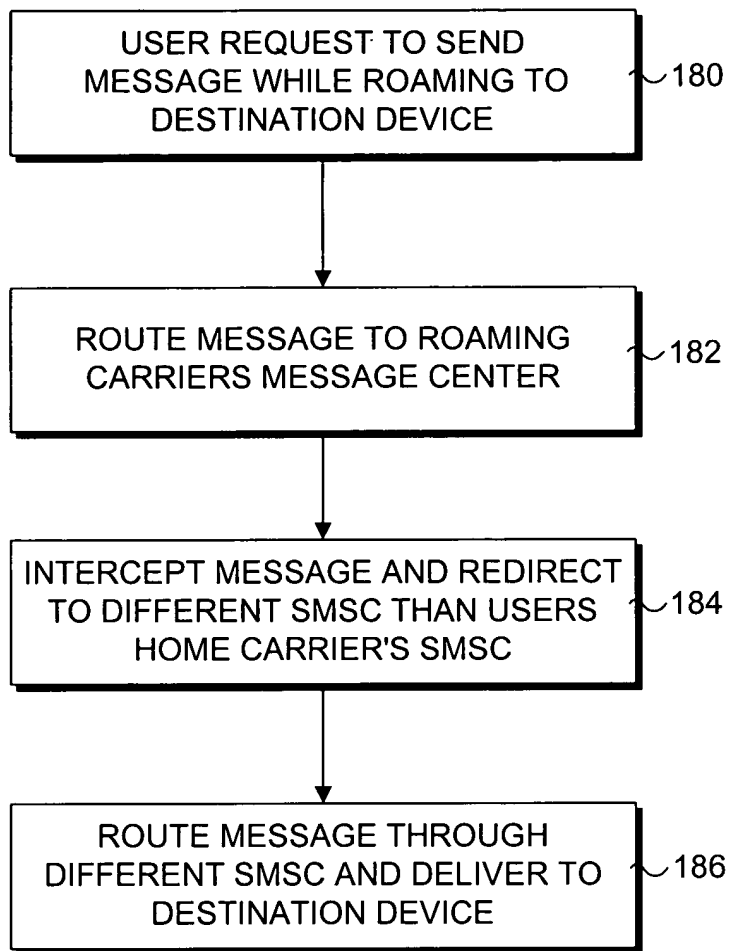 USER REQUEST TO SEND
MESSAGE WHILE ROAMING TO
DESTINATION DEVICE
180
ROUTE MESSAGE TO ROAMING
CARRIERS MESSAGE CENTER
182
INTERCEPT MESSAGE AND REDIRECT
TO DIFFERENT SMSC THAN USERS
HOME CARRIER'S SMSC
184
ROUTE MESSAGE THROUGH
DIFFERENT SMSC AND DELIVER TO
DESTINATION DEVICE
186